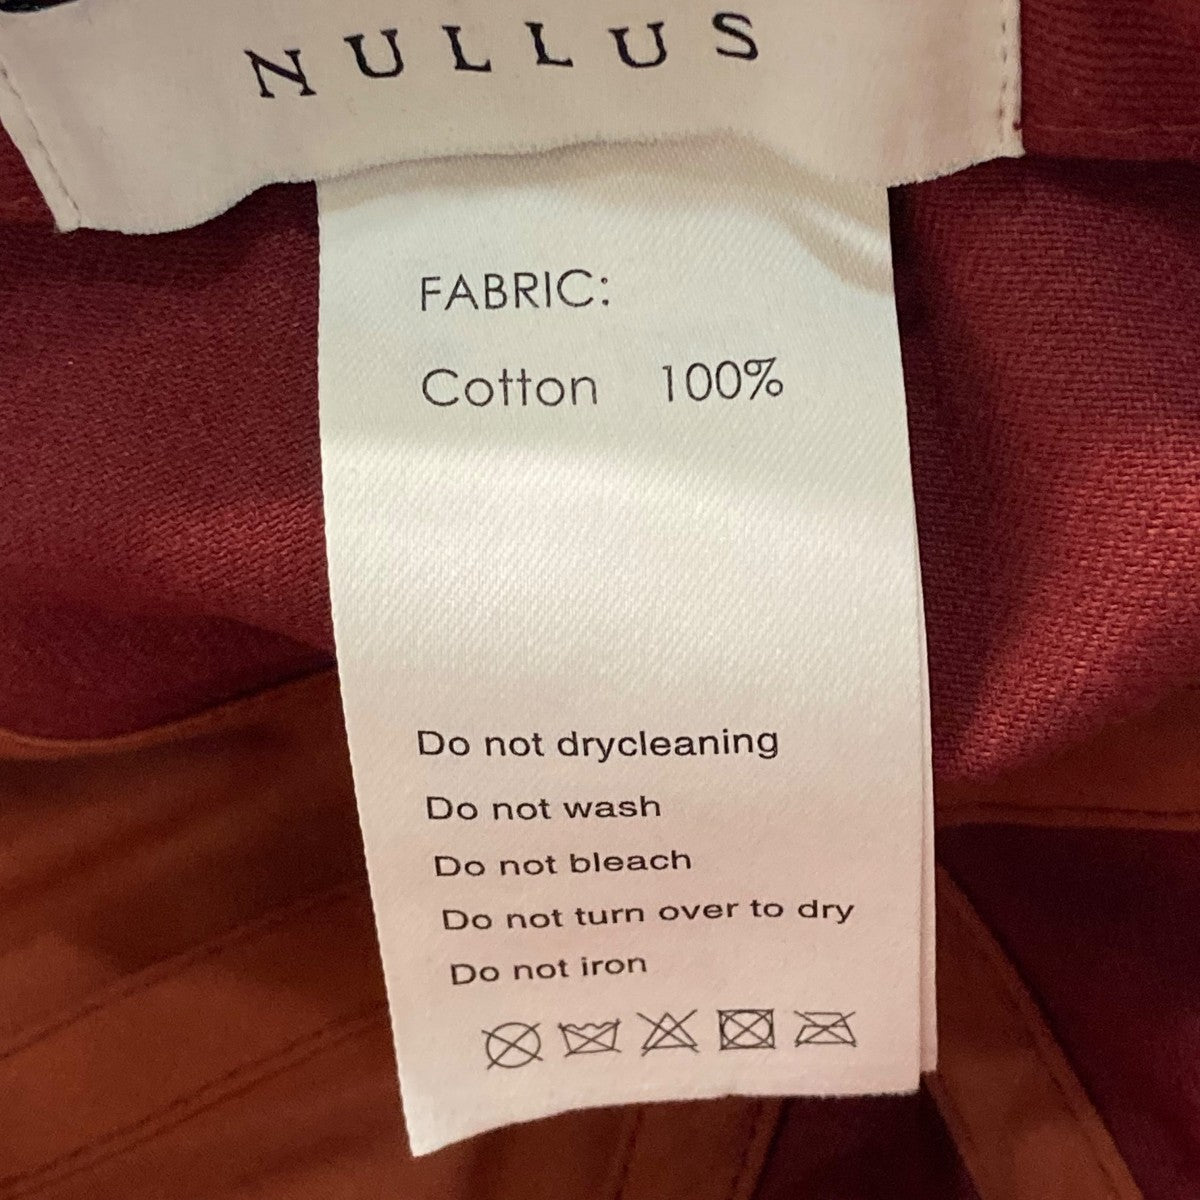 NULLUS
FABRIC:
Cotton 100%
Do not drycleaning
Do not wash
Do not bleach
Do not turn over to dry
Do not iron